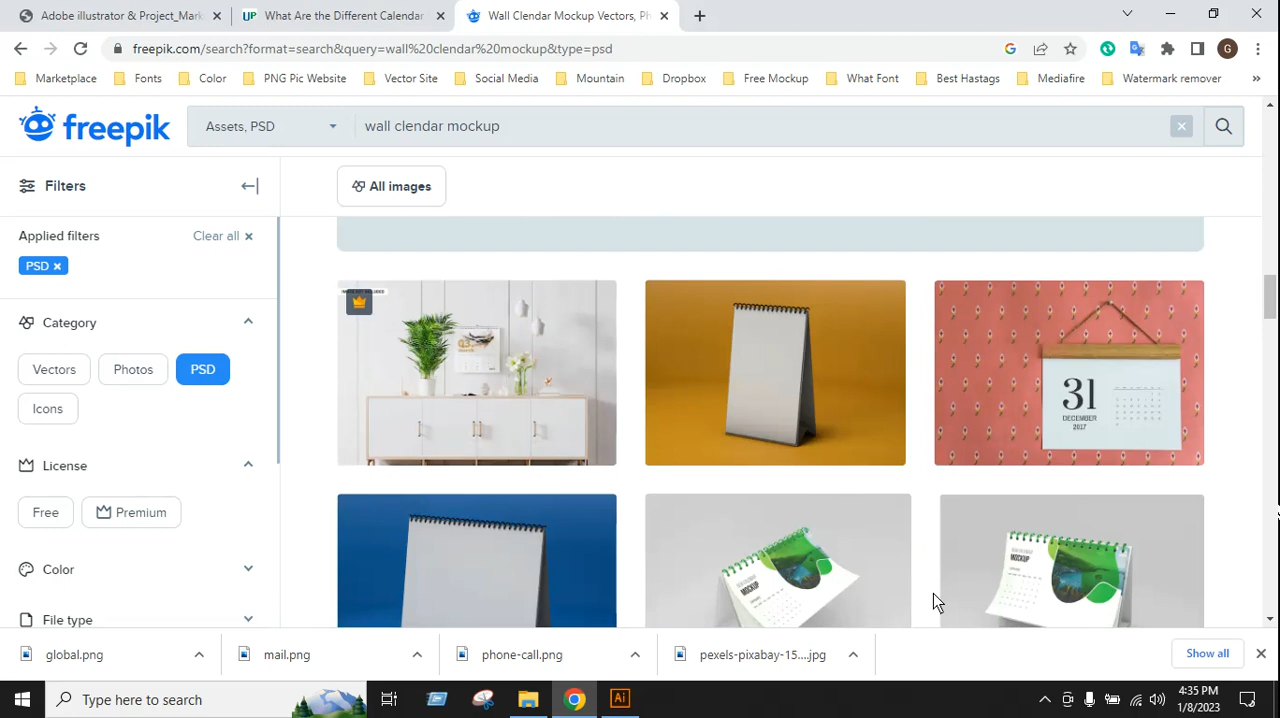 Adobe illustrator & Project_Mark
What Are the Different Calendar
Wall Clendar Mockup Vectors, Ph
freepik.com/search?format=search&query=wall%20clendar%20mockup&type=psd
G
Marketplace
Fonts
Color
PNG Pic Website
Vector Site
Social Media
Mountain
Dropbox
Free Mockup
What Font
Best Hastags
Mediafire
Watermark remover
freepik
Assets, PSD
wall clendar mockup
Filters
All images
Applied filters
Clear all
PSD
Category
Vectors
Photos
PSD
Icons
License
Free
Premium
Color
File type
31
DECEMBER
2017
MOCKUP
MOCKUP
global.png
mail.png
phone-call.png
pexels-pixabay-15....jpg
Show all
Type here to search
Ai
4:35 PM
1/8/2023